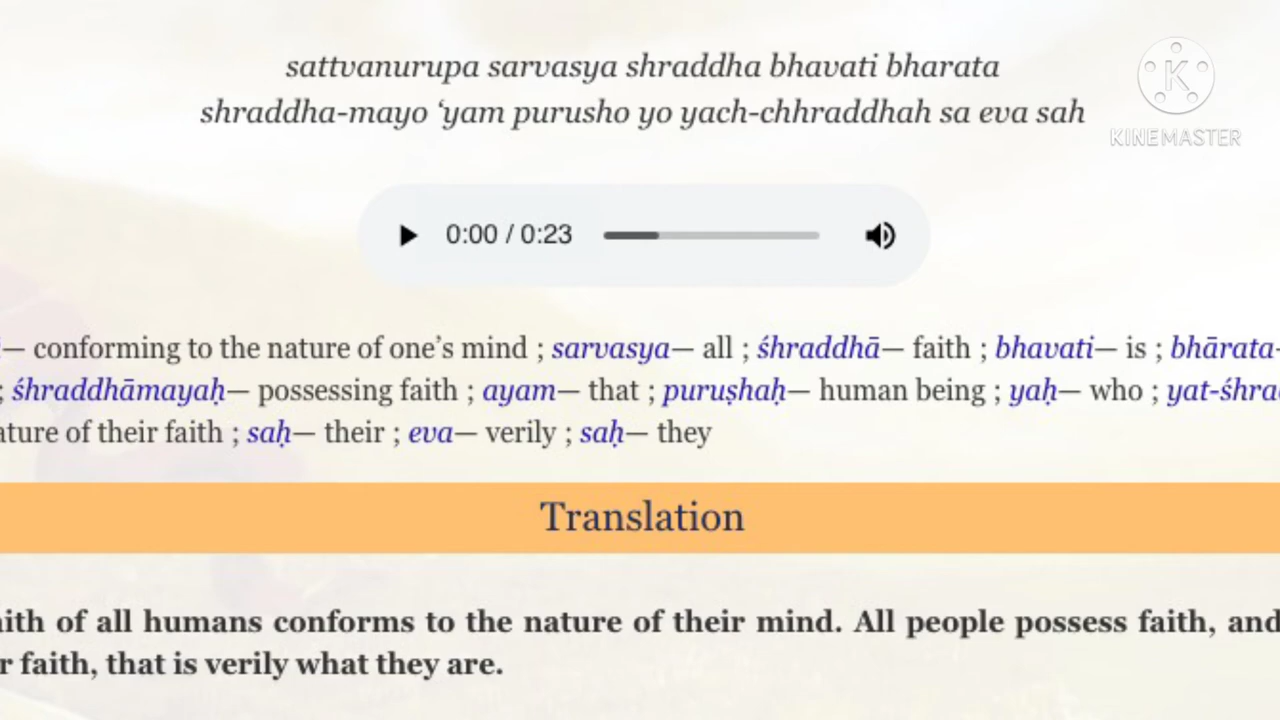 sattvanurupa sarvasya shraddha bhavati bharata
shraddha-mayo ‘yam purusho yo yach-chhraddhah sa eva sah
KINEMASTER
0:00 / 0:23
— conforming to the nature of one’s mind ; sarvasya— all ; śhraddhā— faith ; bhavati— is ; bhārata-
; śhraddhāmayaḥ— possessing faith ; ayam— that ; puruṣhaḥ— human being ; yaḥ— who ; yat-śhra
ature of their faith ; saḥ— their ; eva— verily ; saḥ— they
Translation
aith of all humans conforms to the nature of their mind. All people possess faith, and
r faith, that is verily what they are.